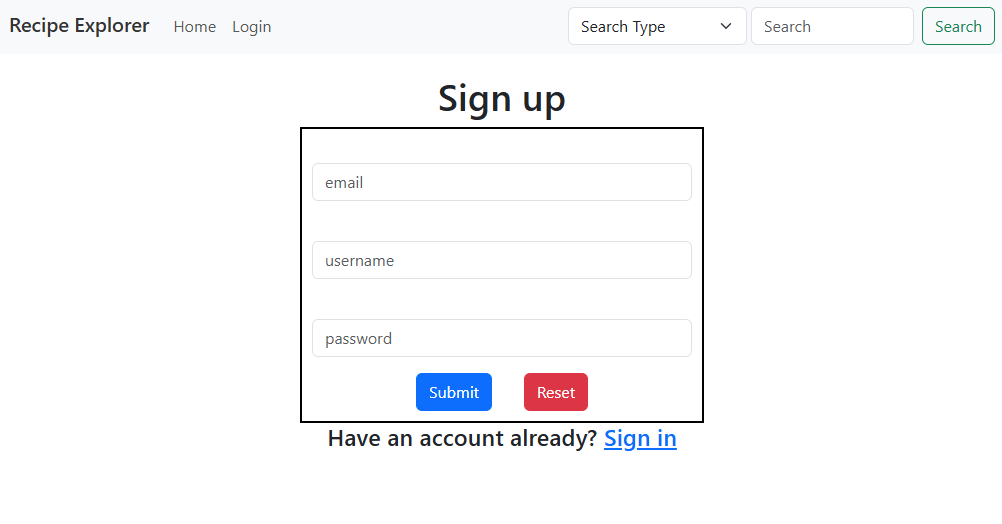 Recipe Explorer Home Login Search Type Search Search
Sign up
email
username
password
Submit Reset
Have an account already? Sign in